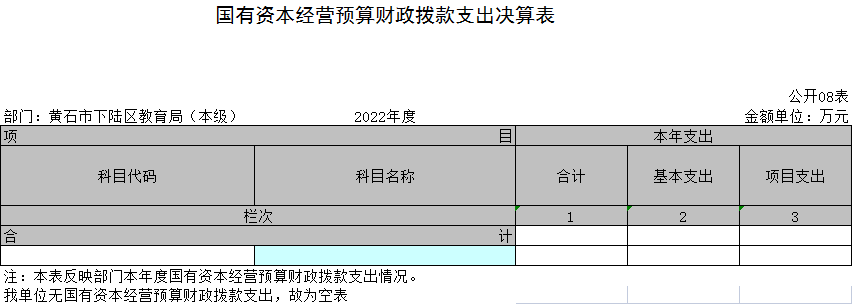 国有资本经营预算财政拨款支出决算表
公开08表
部门：黄石市下陆区教育局（本级） 2022年度 金额单位：万元
项 目 本年支出
科目代码 科目名称 合计 基本支出 项目支出
栏次 1 2 3
合 计
注：本表反映部门本年度国有资本经营预算财政拨款支出情况。
我单位无国有资本经营预算财政拨款支出，故为空表